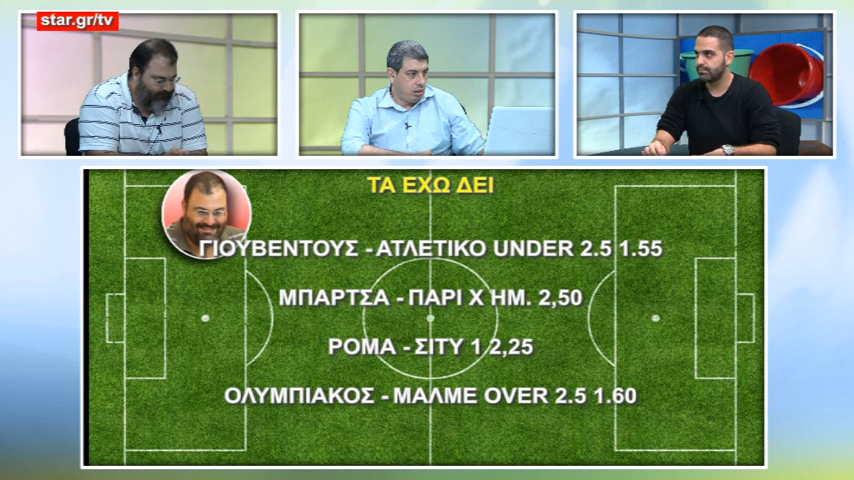 star.gr/tv
ΤΑ ΕΧΩ ΔΕΙ
ΓΙΟΥΒΕΝΤΟΥΣ - ΑΤΛΕΤΙΚΟ UNDER 2.5 1.55
ΜΠΑΡΤΣΑ - ΠΑΡΙ Χ ΗΜ. 2,50
ΡΟΜΑ - ΣΙΤΥ 1 2,25
ΟΛΥΜΠΙΑΚΟΣ - ΜΑΛΜΕ OVER 2.5 1.60